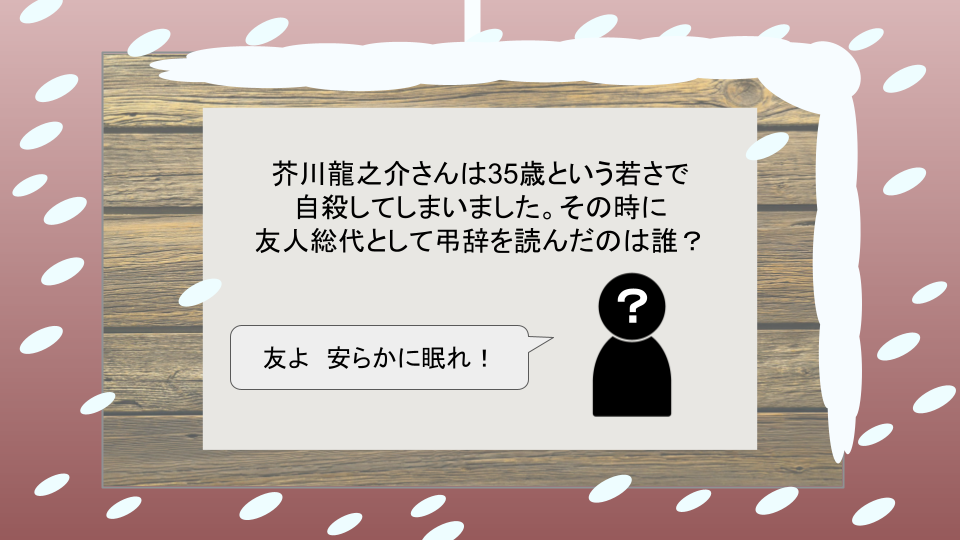 芥川龍之介さんは35歳という若さで
自殺してしまいました。その時に
友人総代として弔辞を読んだのは誰？
?
友よ　安らかに眠れ！